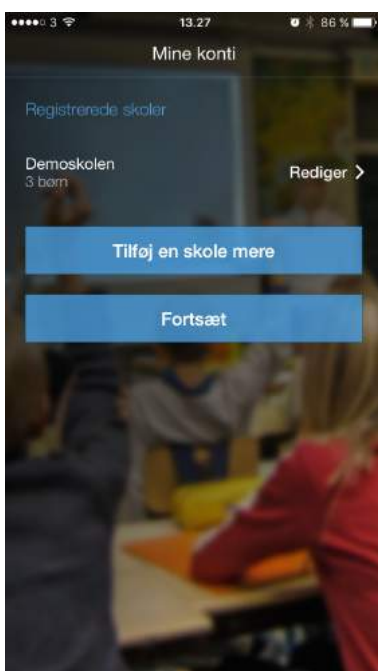 3 13.27 86 %
Mine konti
Registrerede skoler
Demoskolen
3 børn
Rediger
Tilføj en skole mere
Fortsæt